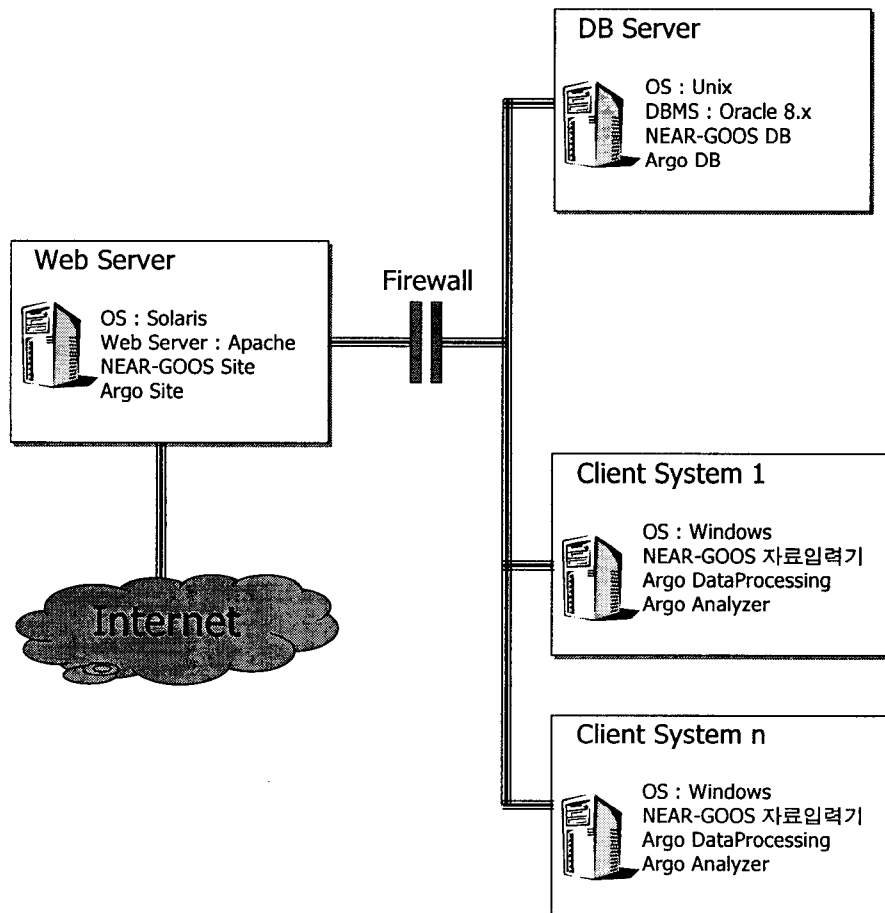 DB Server
OS : Unix
DBMS : Oracle 8.x
NEAR-GOOS DB
Argo DB
Web Server
OS : Solaris
Web Server : Apache
NEAR-GOOS Site
Argo Site
Firewall
Internet
Client System 1
OS : Windows
NEAR-GOOS 자료입력기
Argo DataProcessing
Argo Analyzer
Client System n
OS : Windows
NEAR-GOOS 자료입력기
Argo DataProcessing
Argo Analyzer